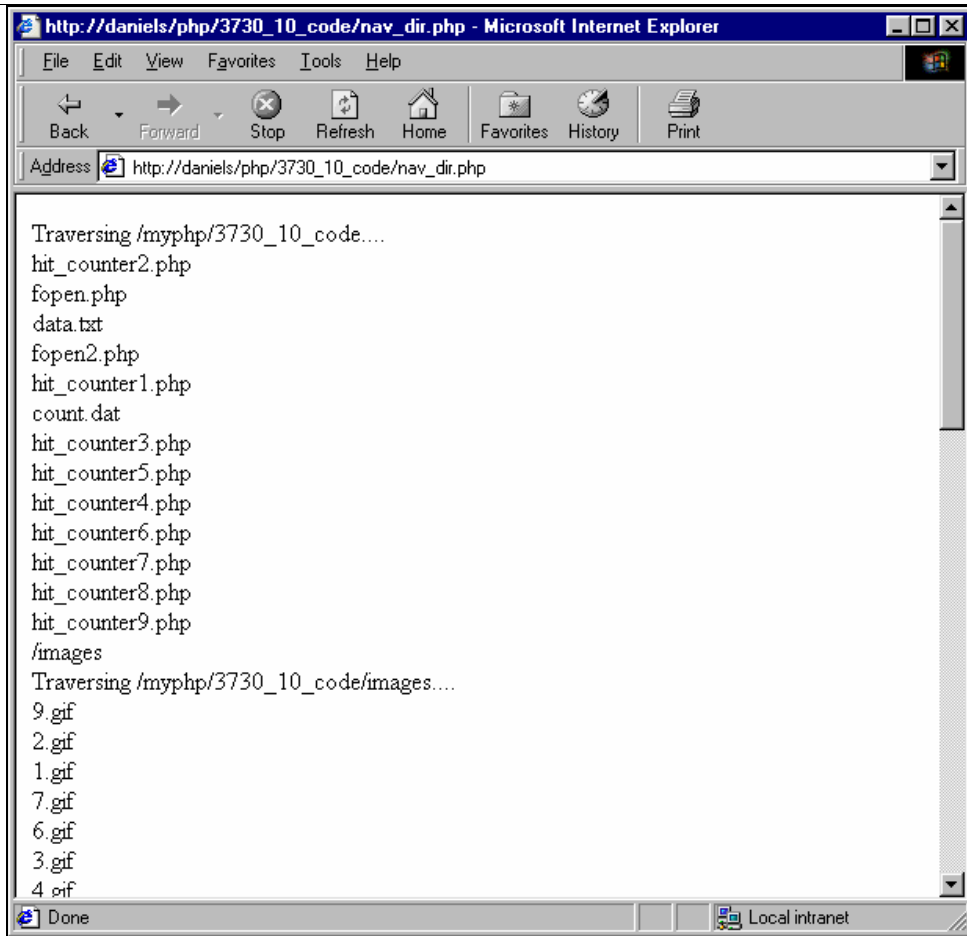 http://daniels/php/3730_10_code/nav_dir.php - Microsoft Internet Explorer
File Edit View Favorites Tools Help
Back Forward Stop Refresh Home Favorites History Print
Address http://daniels/php/3730_10_code/nav_dir.php
Traversing /myphp/3730_10_code....
hit_counter2.php
fopen.php
data.txt
fopen2.php
hit_counter1.php
count.dat
hit_counter3.php
hit_counter5.php
hit_counter4.php
hit_counter6.php
hit_counter7.php
hit_counter8.php
hit_counter9.php
/images
Traversing /myphp/3730_10_code/images....
9.gif
2.gif
1.gif
7.gif
6.gif
3.gif
4.gif
Done Local intranet